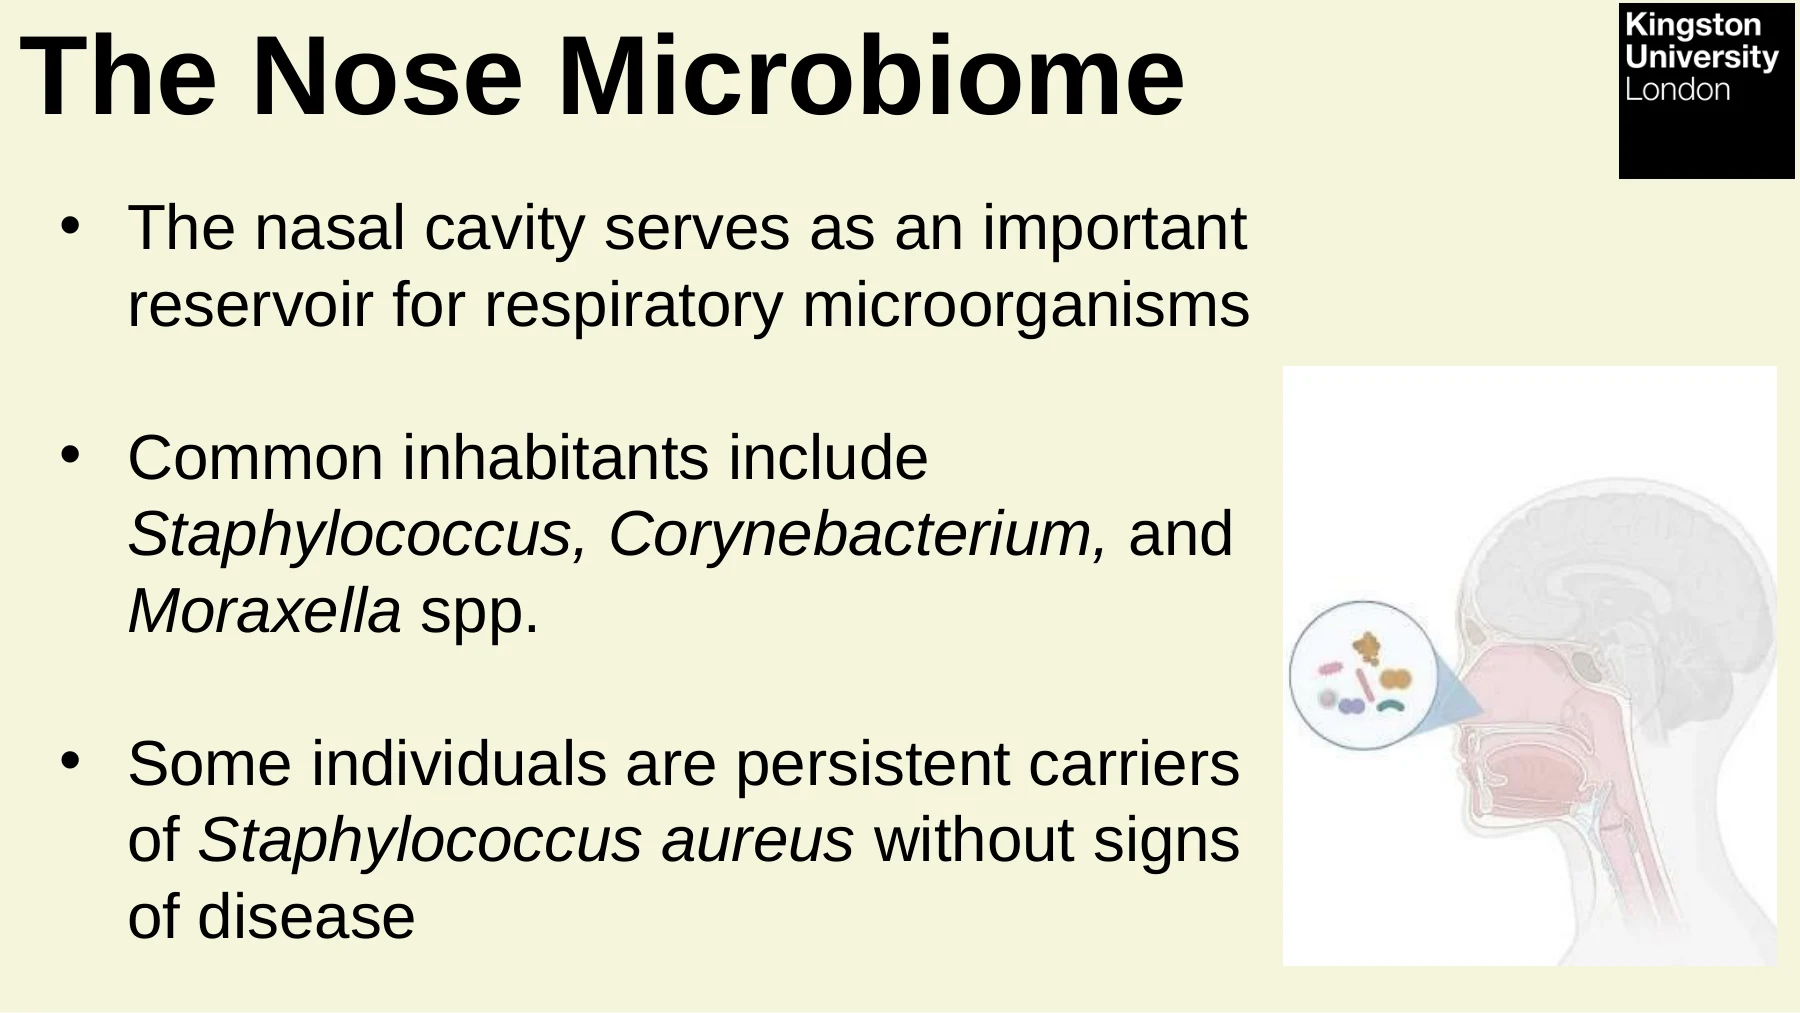 The Nose Microbiome
Kingston
University
London
• The nasal cavity serves as an important
reservoir for respiratory microorganisms
• Common inhabitants include
Staphylococcus, Corynebacterium, and
Moraxella spp.
• Some individuals are persistent carriers
of Staphylococcus aureus without signs
of disease